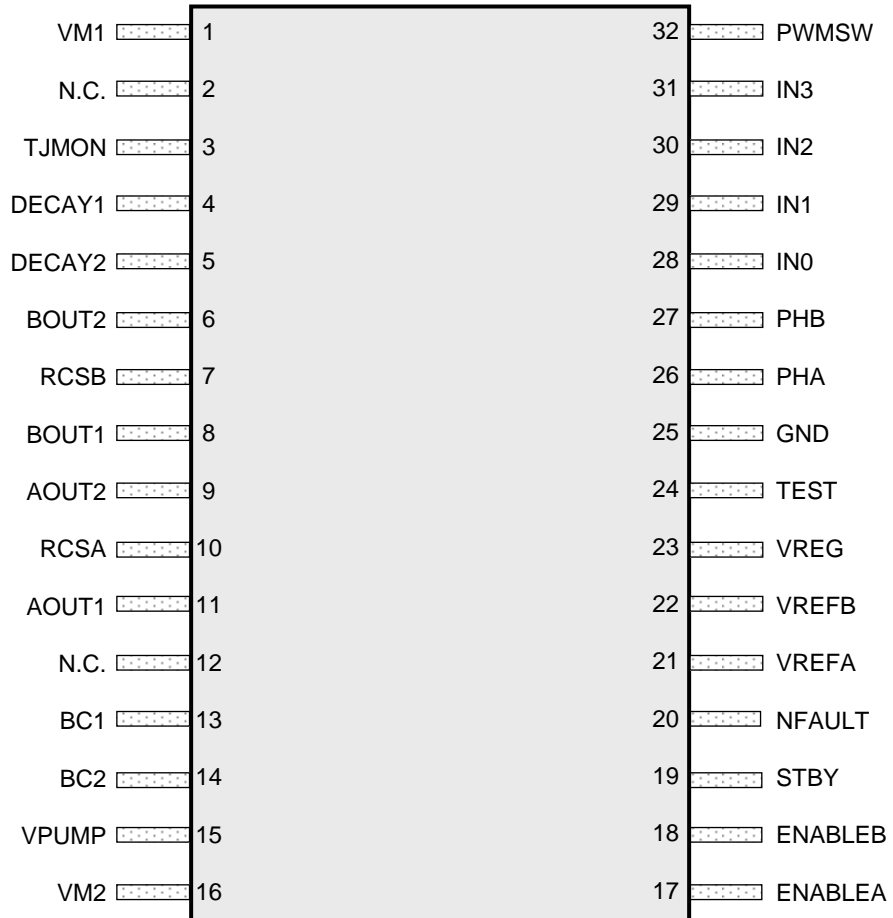 VM1 1 32 PWMSW
N.C. 2 31 IN3
TJMON 3 30 IN2
DECAY1 4 29 IN1
DECAY2 5 28 IN0
BOUT2 6 27 PHB
RCSB 7 26 PHA
BOUT1 8 25 GND
AOUT2 9 24 TEST
RCSA 10 23 VREG
AOUT1 11 22 VREFB
N.C. 12 21 VREFA
BC1 13 20 NFAULT
BC2 14 19 STBY
VPUMP 15 18 ENABLEB
VM2 16 17 ENABLEA